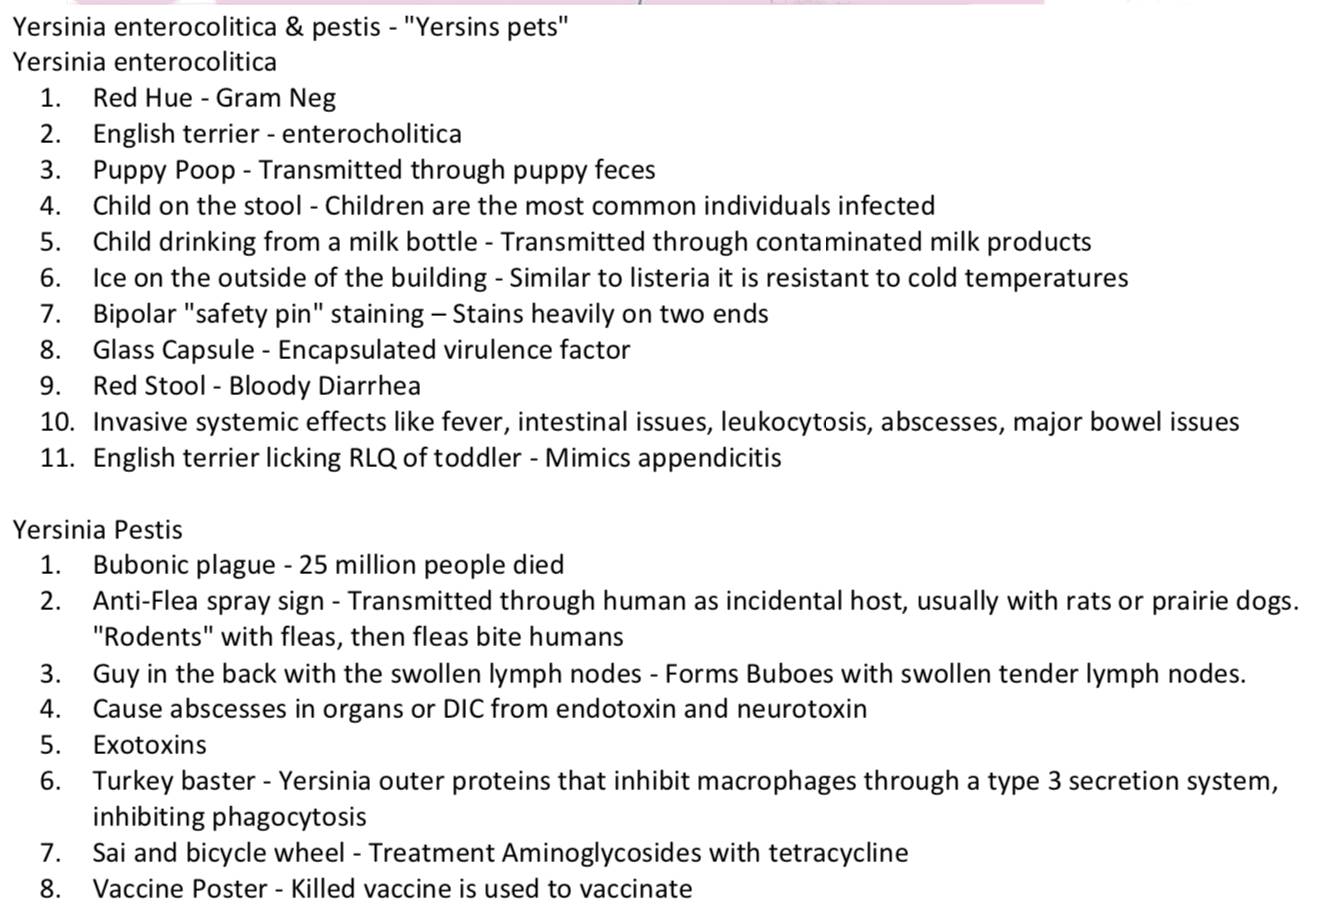 Yersinia enterocolitica & pestis - "Yersins pets"
Yersinia enterocolitica
1. Red Hue - Gram Neg
2. English terrier - enterocholitica
3. Puppy Poop - Transmitted through puppy feces
4. Child on the stool - Children are the most common individuals infected
5. Child drinking from a milk bottle - Transmitted through contaminated milk products
6. Ice on the outside of the building - Similar to listeria it is resistant to cold temperatures
7. Bipolar "safety pin" staining – Stains heavily on two ends
8. Glass Capsule - Encapsulated virulence factor
9. Red Stool - Bloody Diarrhea
10. Invasive systemic effects like fever, intestinal issues, leukocytosis, abscesses, major bowel issues
11. English terrier licking RLQ of toddler - Mimics appendicitis
Yersinia Pestis
1. Bubonic plague - 25 million people died
2. Anti-Flea spray sign - Transmitted through human as incidental host, usually with rats or prairie dogs.
"Rodents" with fleas, then fleas bite humans
3. Guy in the back with the swollen lymph nodes - Forms Buboes with swollen tender lymph nodes.
4. Cause abscesses in organs or DIC from endotoxin and neurotoxin
5. Exotoxins
6. Turkey baster - Yersinia outer proteins that inhibit macrophages through a type 3 secretion system,
inhibiting phagocytosis
7. Sai and bicycle wheel - Treatment Aminoglycosides with tetracycline
8. Vaccine Poster - Killed vaccine is used to vaccinate